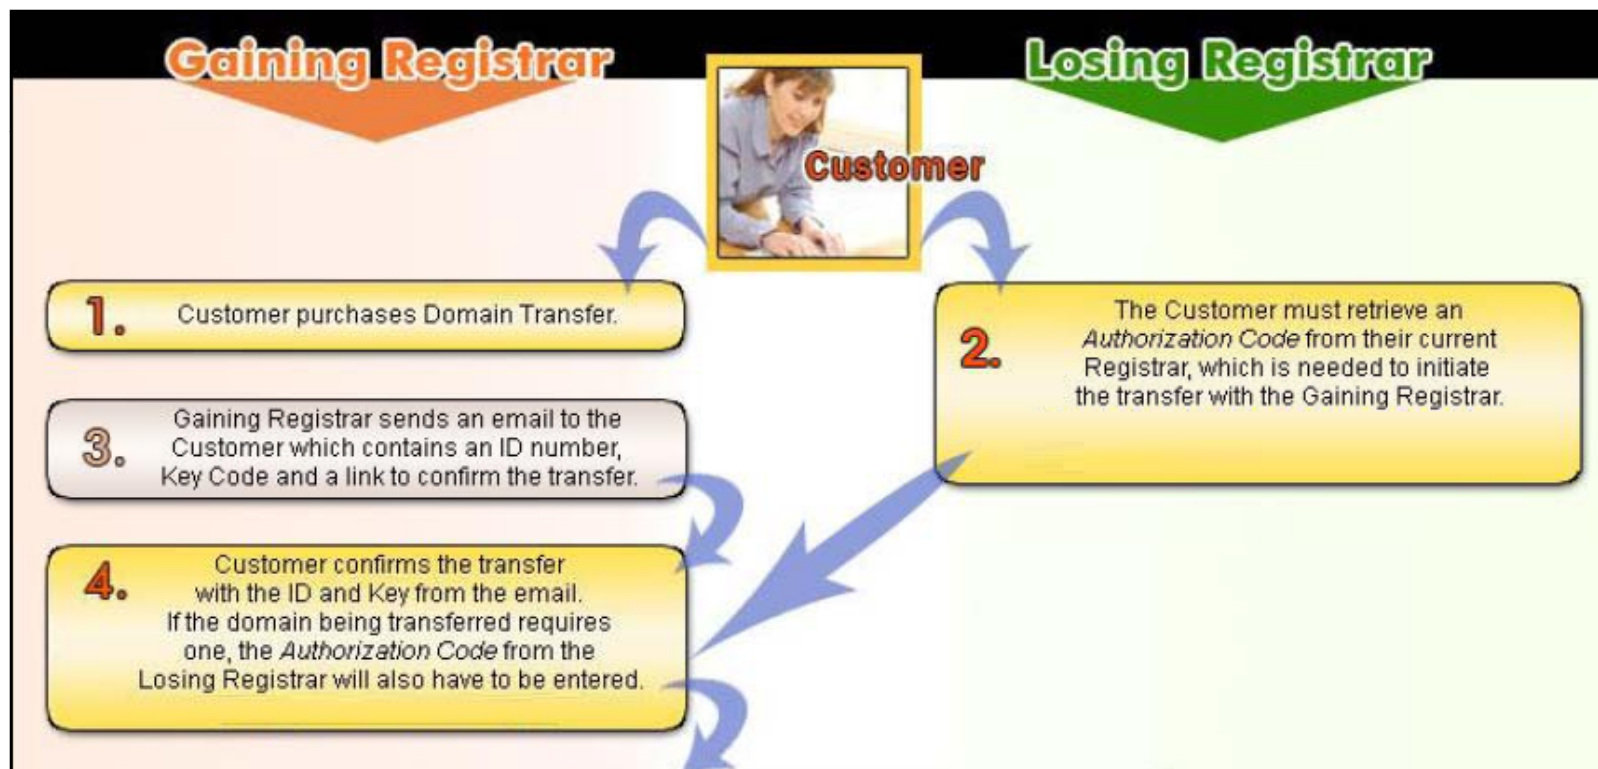 Gaining Registrar
Losing Registrar
Customer
1.
Customer purchases Domain Transfer.
2.
The Customer must retrieve an
Authorization Code from their current
Registrar, which is needed to initiate
the transfer with the Gaining Registrar.
3.
Gaining Registrar sends an email to the
Customer which contains an ID number,
Key Code and a link to confirm the transfer.
4.
Customer confirms the transfer
with the ID and Key from the email.
If the domain being transferred requires
one, the Authorization Code from the
Losing Registrar will also have to be entered.